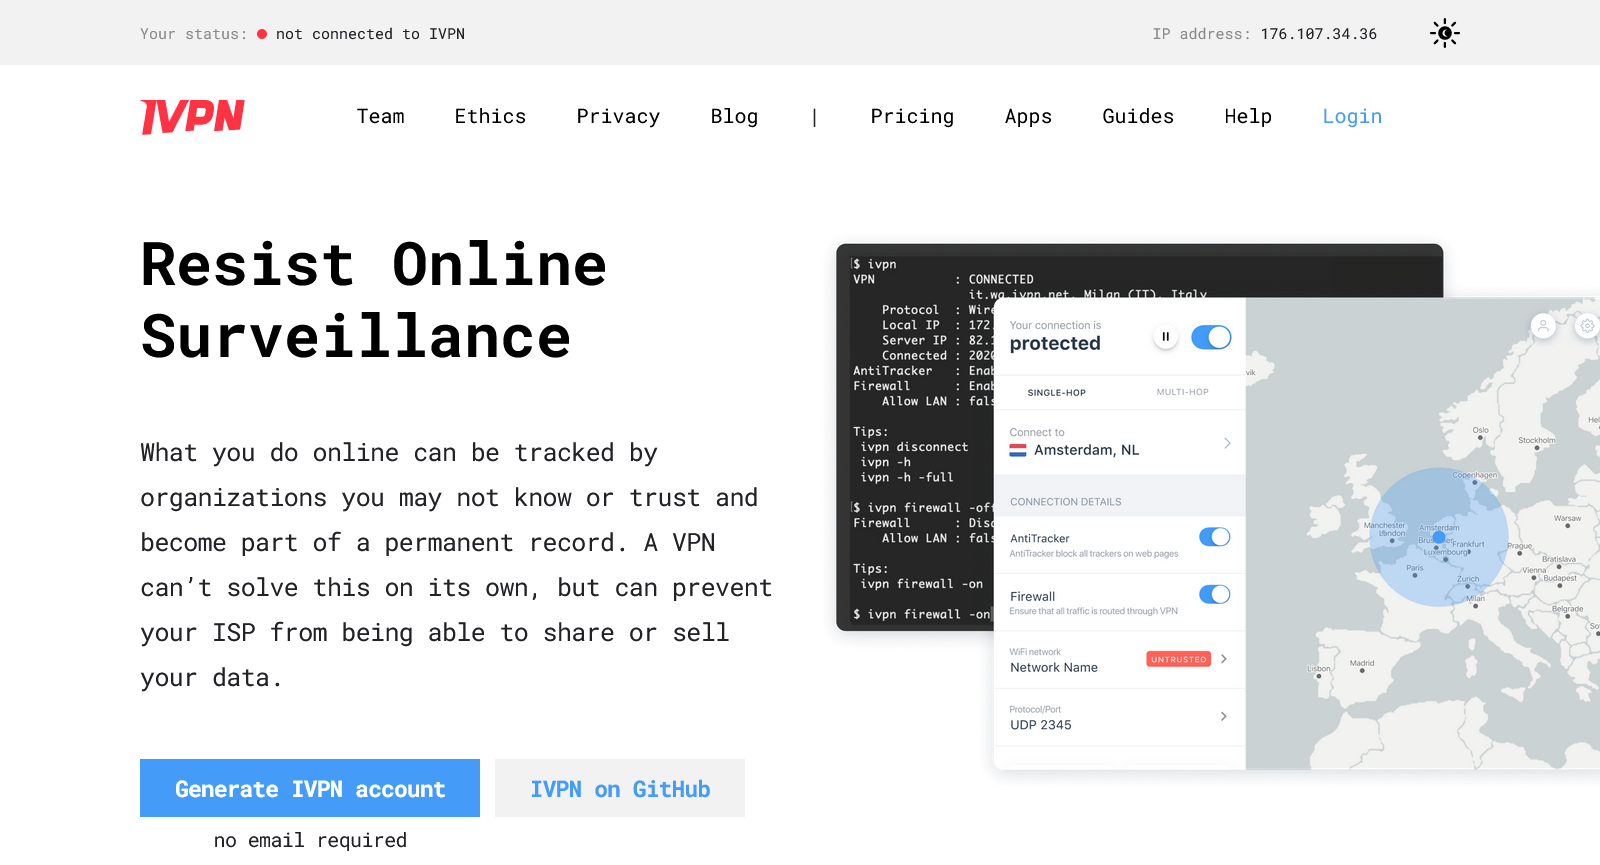 Your status: not connected to IVPN
IP address: 176.107.34.36
IVPN
Team Ethics Privacy Blog | Pricing Apps Guides Help Login
Resist Online
Surveillance
What you do online can be tracked by
organizations you may not know or trust and
become part of a permanent record. A VPN
can’t solve this on its own, but can prevent
your ISP from being able to share or sell
your data.
Generate IVPN account
IVPN on GitHub
no email required
$ ivpn
VPN : CONNECTED
it.wg.ivpn.net, Milan (IT), Italy
Protocol : Wire
Local IP : 172.
Server IP : 82.1
Connected : 2020
AntiTracker : Enab
Firewall : Enab
Allow LAN : fals
Tips:
ivpn disconnect
ivpn -h
ivpn -h -full
$ ivpn firewall -off
Firewall : Disa
Allow LAN : fals
Tips:
ivpn firewall -on
$ ivpn firewall -on
Your connection is
protected
SINGLE-HOP MULTI-HOP
Connect to
Amsterdam, NL
CONNECTION DETAILS
AntiTracker
AntiTracker block all trackers on web pages
Firewall
Ensure that all traffic is routed through VPN
WiFi network
Network Name
UNTRUSTED
Protocol/Port
UDP 2345
vik
Oslo
Stockholm
Hel
Copenhagen
Manchester
London
Amsterdam
Warsaw
Frankfurt
Luxembourg
Prague
Paris
Vienna
Bratislava
Budapest
Zurich
Milan
Belgrade
So
Madrid
Lisbon